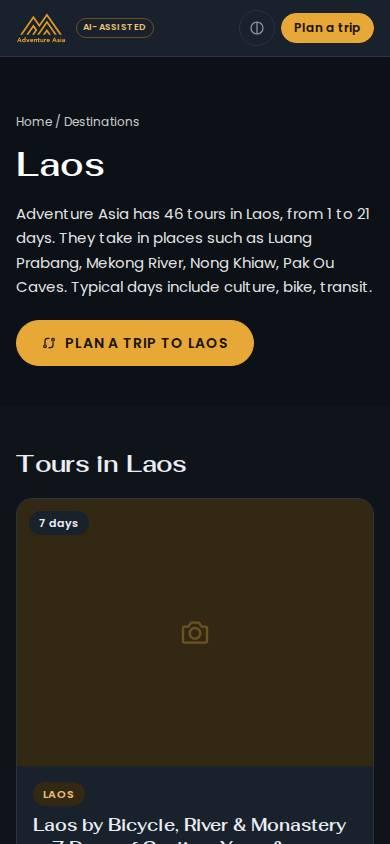 Adventure Asia
AI-ASSISTED
Plan a trip
Home / Destinations
Laos
Adventure Asia has 46 tours in Laos, from 1 to 21
days. They take in places such as Luang
Prabang, Mekong River, Nong Khiaw, Pak Ou
Caves. Typical days include culture, bike, transit.
PLAN A TRIP TO LAOS
Tours in Laos
7 days
LAOS
Laos by Bicycle, River & Monastery